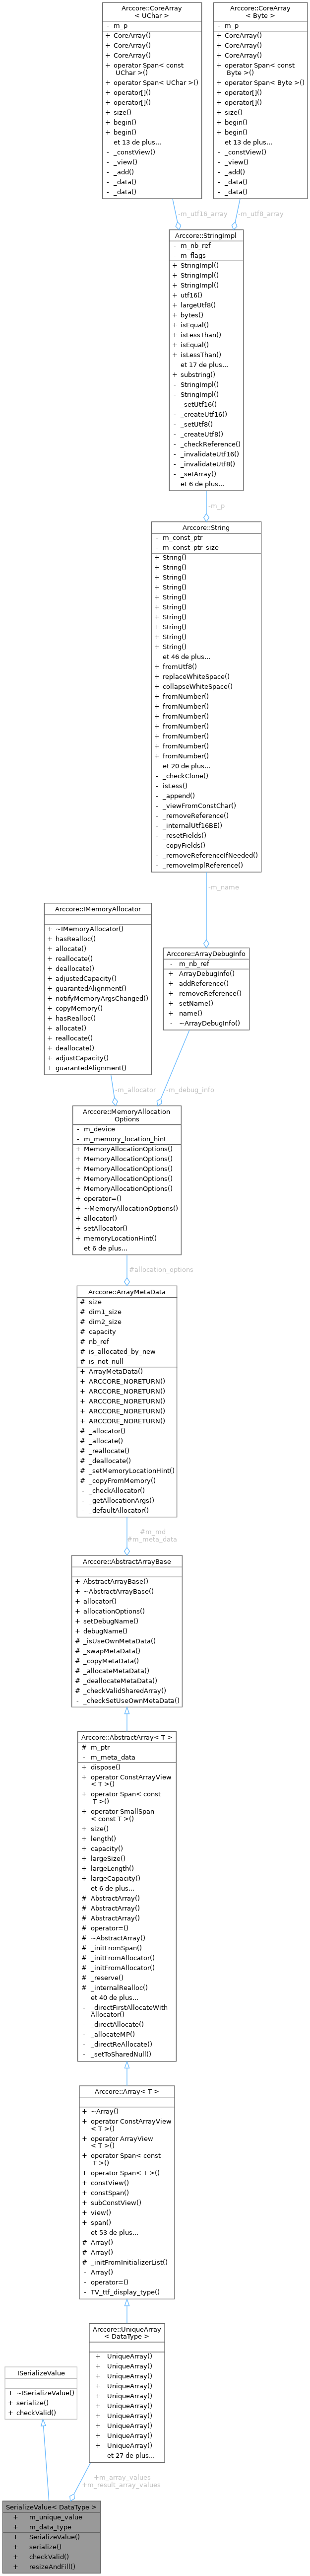 Arccore::CoreArray
< UChar >
- m_p
+ CoreArray()
+ CoreArray()
+ CoreArray()
+ operator Span< const
UChar >()
+ operator Span< UChar >()
+ operator[]()
+ operator[]()
+ size()
+ begin()
+ begin()
et 13 de plus...
- _constView()
- _view()
- _add()
- _data()
- _data()
Arccore::CoreArray
< Byte >
- m_p
+ CoreArray()
+ CoreArray()
+ CoreArray()
+ operator Span< const
Byte >()
+ operator Span< Byte >()
+ operator[]()
+ operator[]()
+ size()
+ begin()
+ begin()
et 13 de plus...
- _constView()
- _view()
- _add()
- _data()
- _data()
-m_utf16_array
-m_utf8_array
Arccore::StringImpl
- m_nb_ref
- m_flags
+ StringImpl()
+ StringImpl()
+ StringImpl()
+ utf16()
+ largeUtf8()
+ bytes()
+ isEqual()
+ isLessThan()
+ isEqual()
+ isLessThan()
et 17 de plus...
+ substring()
- StringImpl()
- StringImpl()
- _setUtf16()
- _createUtf16()
- _setUtf8()
- _createUtf8()
- _checkReference()
- _invalidateUtf16()
- _invalidateUtf8()
- _setArray()
et 6 de plus...
-m_p
Arccore::String
- m_const_ptr
- m_const_ptr_size
+ String()
+ String()
+ String()
+ String()
+ String()
+ String()
+ String()
+ String()
+ String()
+ String()
et 46 de plus...
+ fromUtf8()
+ replaceWhiteSpace()
+ collapseWhiteSpace()
+ fromNumber()
+ fromNumber()
+ fromNumber()
+ fromNumber()
+ fromNumber()
+ fromNumber()
+ fromNumber()
et 20 de plus...
- _checkClone()
- isLess()
- _append()
- _viewFromConstChar()
- _removeReference()
- _internalUtf16BE()
- _resetFields()
- _copyFields()
- _removeReferenceIfNeeded()
- _removeImplReference()
-m_name
Arccore::IMemoryAllocator
+ ~IMemoryAllocator()
+ hasRealloc()
+ allocate()
+ reallocate()
+ deallocate()
+ adjustedCapacity()
+ guarantedAlignment()
+ notifyMemoryArgsChanged()
+ copyMemory()
+ hasRealloc()
+ allocate()
+ reallocate()
+ deallocate()
+ adjustCapacity()
+ guarantedAlignment()
Arccore::ArrayDebugInfo
- m_nb_ref
+ ArrayDebugInfo()
+ addReference()
+ removeReference()
+ setName()
+ name()
- ~ArrayDebugInfo()
-m_allocator
-m_debug_info
Arccore::MemoryAllocation
Options
- m_device
- m_memory_location_hint
+ MemoryAllocationOptions()
+ MemoryAllocationOptions()
+ MemoryAllocationOptions()
+ MemoryAllocationOptions()
+ MemoryAllocationOptions()
+ operator=()
+ ~MemoryAllocationOptions()
+ allocator()
+ setAllocator()
+ memoryLocationHint()
et 6 de plus...
#allocation_options
Arccore::ArrayMetaData
# size
# dim1_size
# dim2_size
# capacity
# nb_ref
# is_allocated_by_new
# is_not_null
+ ArrayMetaData()
+ ARCCORE_NORETURN()
+ ARCCORE_NORETURN()
+ ARCCORE_NORETURN()
+ ARCCORE_NORETURN()
+ ARCCORE_NORETURN()
# _allocator()
# _allocate()
# _reallocate()
# _deallocate()
# _setMemoryLocationHint()
# _copyFromMemory()
- _checkAllocator()
- _getAllocationArgs()
- _defaultAllocator()
#m_md
#m_meta_data
Arccore::AbstractArrayBase
+ AbstractArrayBase()
+ ~AbstractArrayBase()
+ allocator()
+ allocationOptions()
+ setDebugName()
+ debugName()
# _isUseOwnMetaData()
# _swapMetaData()
# _copyMetaData()
# _allocateMetaData()
# _deallocateMetaData()
# _checkValidSharedArray()
- _checkSetUseOwnMetaData()
Arccore::AbstractArray< T >
# m_ptr
- m_meta_data
+ dispose()
+ operator ConstArrayView
< T >()
+ operator Span< const
T >()
+ operator SmallSpan
< const T >()
+ size()
+ length()
+ capacity()
+ largeSize()
+ largeLength()
+ largeCapacity()
et 6 de plus...
# AbstractArray()
# AbstractArray()
# AbstractArray()
# operator=()
# ~AbstractArray()
# _initFromSpan()
# _initFromAllocator()
# _initFromAllocator()
# _reserve()
# _internalRealloc()
et 40 de plus...
- _directFirstAllocateWith
Allocator()
- _directAllocate()
- _allocateMP()
- _directReAllocate()
- _setToSharedNull()
Arccore::Array< T >
+ ~Array()
+ operator ConstArrayView
< T >()
+ operator ArrayView
< T >()
+ operator Span< const
T >()
+ operator Span< T >()
+ constView()
+ constSpan()
+ subConstView()
+ view()
+ span()
et 53 de plus...
# Array()
# Array()
# _initFromInitializerList()
- Array()
- operator=()
- TV_ttf_display_type()
Arccore::UniqueArray
< DataType >
+ UniqueArray()
+ UniqueArray()
+ UniqueArray()
+ UniqueArray()
+ UniqueArray()
+ UniqueArray()
+ UniqueArray()
+ UniqueArray()
+ UniqueArray()
+ UniqueArray()
et 27 de plus...
ISerializeValue
+ ~ISerializeValue()
+ serialize()
+ checkValid()
+m_array_values
+m_result_array_values
SerializeValue< DataType >
+ m_unique_value
+ m_data_type
+ SerializeValue()
+ serialize()
+ checkValid()
+ resizeAndFill()